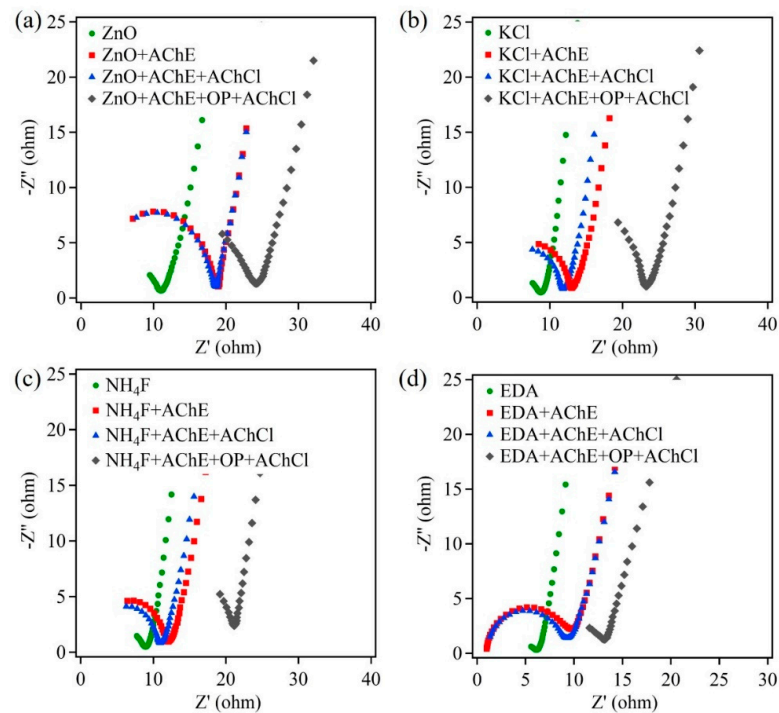 (a)
ZnO
ZnO+AChE
ZnO+AChE+AChCl
ZnO+AChE+OP+AChCl
25
20
15
10
5
0
-Z" (ohm)
0 10 20 30 40
Z' (ohm)
(b)
KCl
KCl+AChE
KCl+AChE+AChCl
KCl+AChE+OP+AChCl
25
20
15
10
5
0
-Z" (ohm)
0 10 20 30 40
Z' (ohm)
(c)
NH₄F
NH₄F+AChE
NH₄F+AChE+AChCl
NH₄F+AChE+OP+AChCl
25
20
15
10
5
0
-Z" (ohm)
0 10 20 30 40
Z' (ohm)
(d)
EDA
EDA+AChE
EDA+AChE+AChCl
EDA+AChE+OP+AChCl
25
20
15
10
5
0
-Z" (ohm)
0 5 10 15 20 25 30
Z' (ohm)